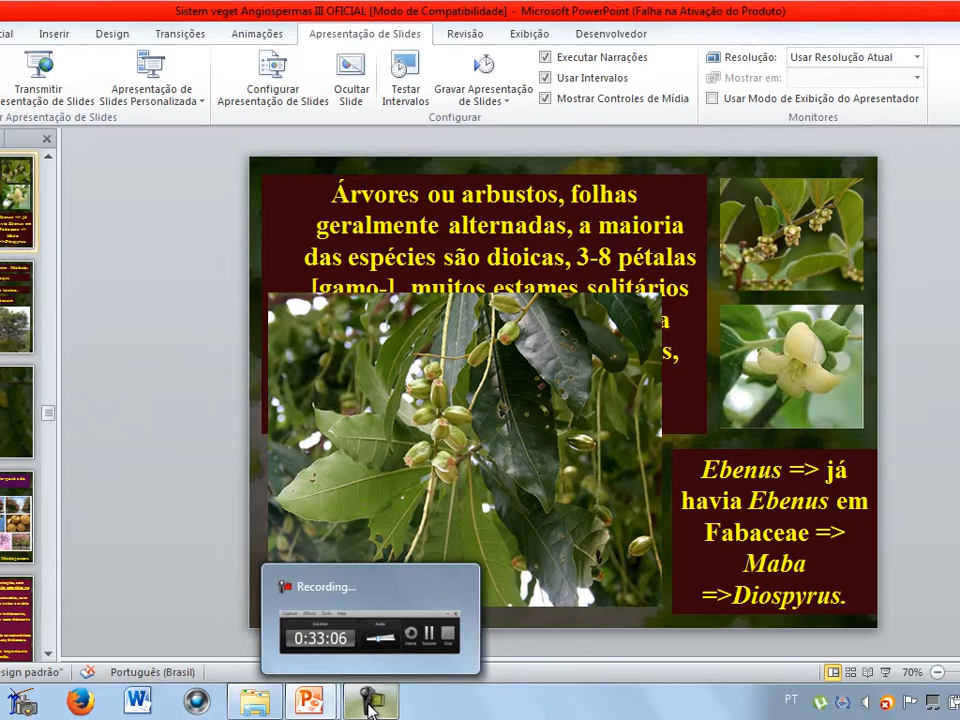 Sistem veget Angiospermas III OFICIAL [Modo de Compatibilidade] - Microsoft PowerPoint (Falha na Ativação do Produto)
Inserir Design Transições Animações Apresentação de Slides Revisão Exibição Desenvolvedor
Transmitir
Apresentação de
Slides Personalizada
Configurar
Apresentação de Slides
Ocultar
Slide
Testar
Intervalos
Gravar Apresentação
de Slides
Executar Narrações
Usar Intervalos
Mostrar Controles de Mídia
Configurar
Resolução: Usar Resolução Atual
Mostrar em:
Usar Modo de Exibição do Apresentador
Monitores
Árvores ou arbustos, folhas
geralmente alternadas, a maioria
das espécies são dioicas, 3-8 pétalas
[gamo-], muitos estames solitários
Ebenus => já
havia Ebenus em
Fabaceae =>
Maba
=>Diospyrus.
Recording...
0:33:06
Português (Brasil)
70%
PT